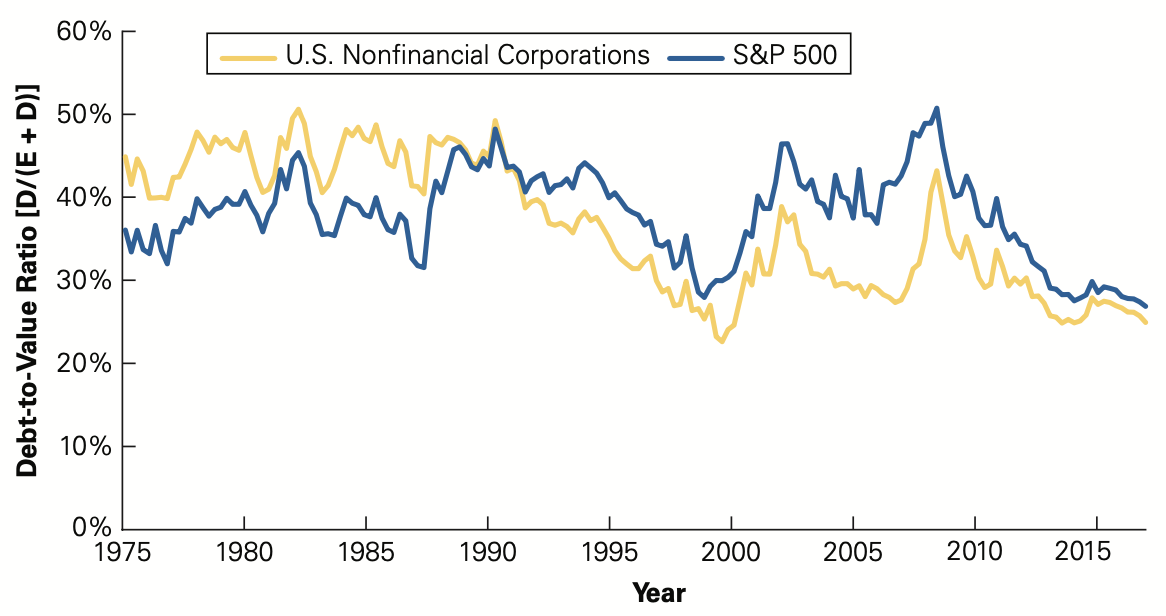 60%
U.S. Nonfinancial Corporations S&P 500
50%
40%
30%
20%
10%
0%
Debt-to-Value Ratio [D/(E + D)]
1975 1980 1985 1990 1995 2000 2005 2010 2015
Year